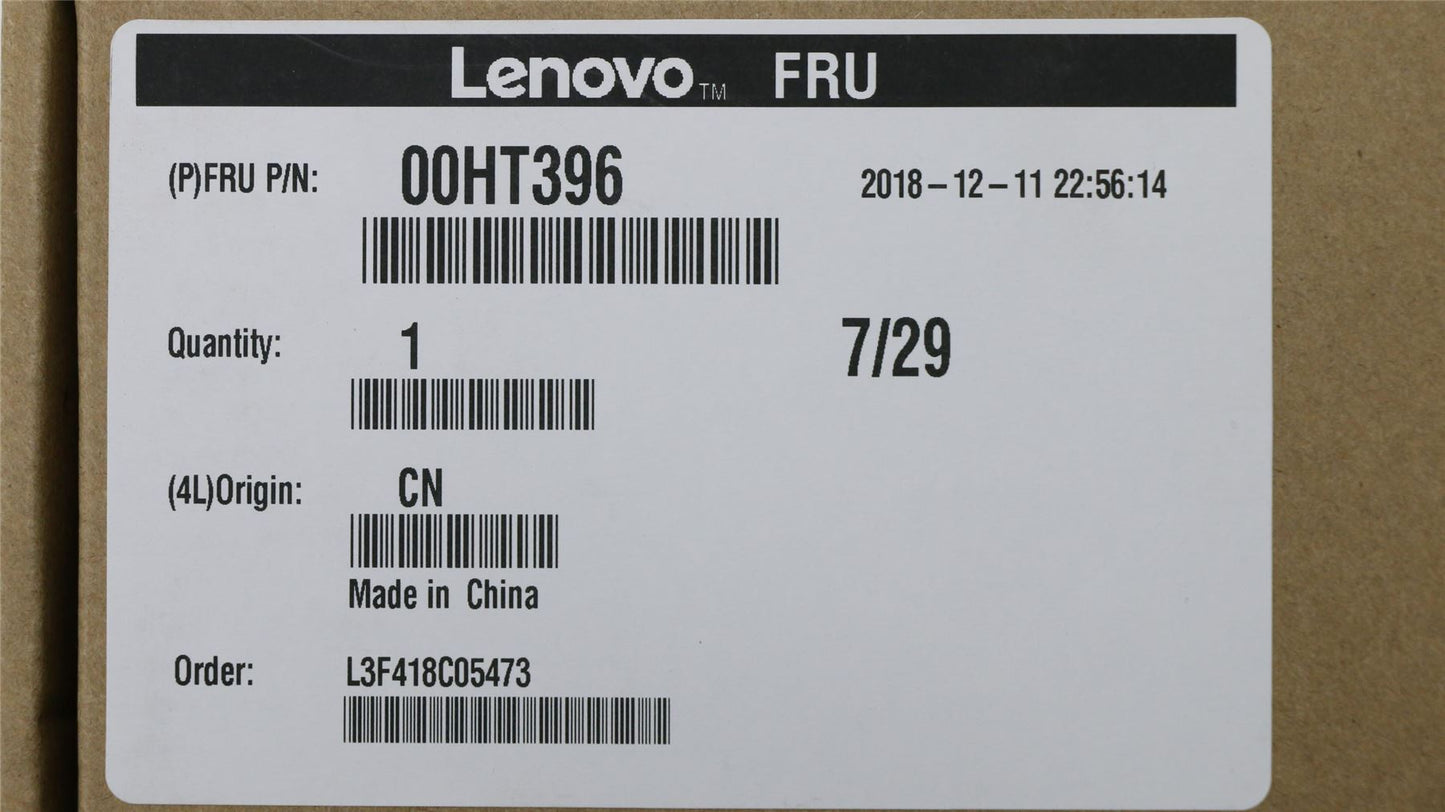 Lenovo™ FRU
(P)FRU P/N: 00HT396 2018-12-11 22:56:14
Quantity: 1 7/29
(4L)Origin: CN
Made in China
Order: L3F418C05473